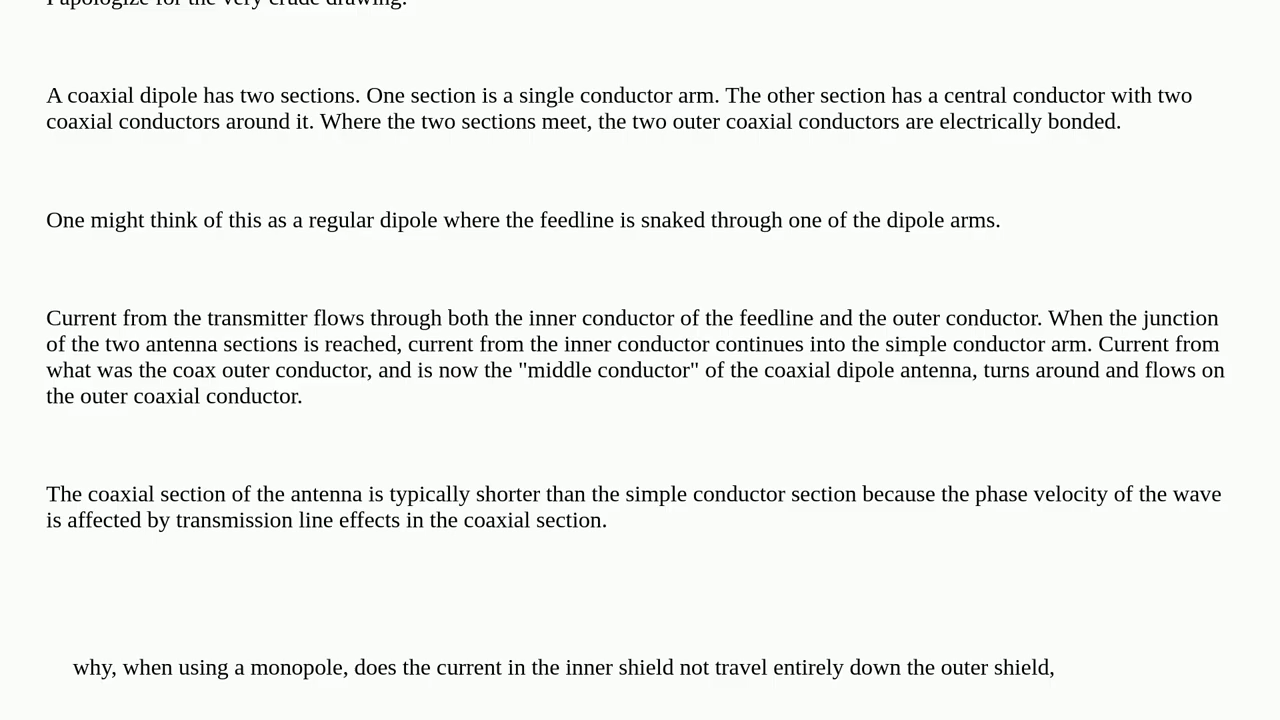 I apologize for the very crude drawing.
A coaxial dipole has two sections. One section is a single conductor arm. The other section has a central conductor with two
coaxial conductors around it. Where the two sections meet, the two outer coaxial conductors are electrically bonded.
One might think of this as a regular dipole where the feedline is snaked through one of the dipole arms.
Current from the transmitter flows through both the inner conductor of the feedline and the outer conductor. When the junction
of the two antenna sections is reached, current from the inner conductor continues into the simple conductor arm. Current from
what was the coax outer conductor, and is now the "middle conductor" of the coaxial dipole antenna, turns around and flows on
the outer coaxial conductor.
The coaxial section of the antenna is typically shorter than the simple conductor section because the phase velocity of the wave
is affected by transmission line effects in the coaxial section.
why, when using a monopole, does the current in the inner shield not travel entirely down the outer shield,